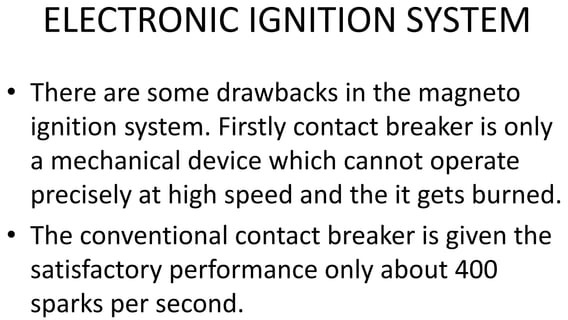 ELECTRONIC IGNITION SYSTEM
• There are some drawbacks in the magneto
ignition system. Firstly contact breaker is only
a mechanical device which cannot operate
precisely at high speed and the it gets burned.
• The conventional contact breaker is given the
satisfactory performance only about 400
sparks per second.